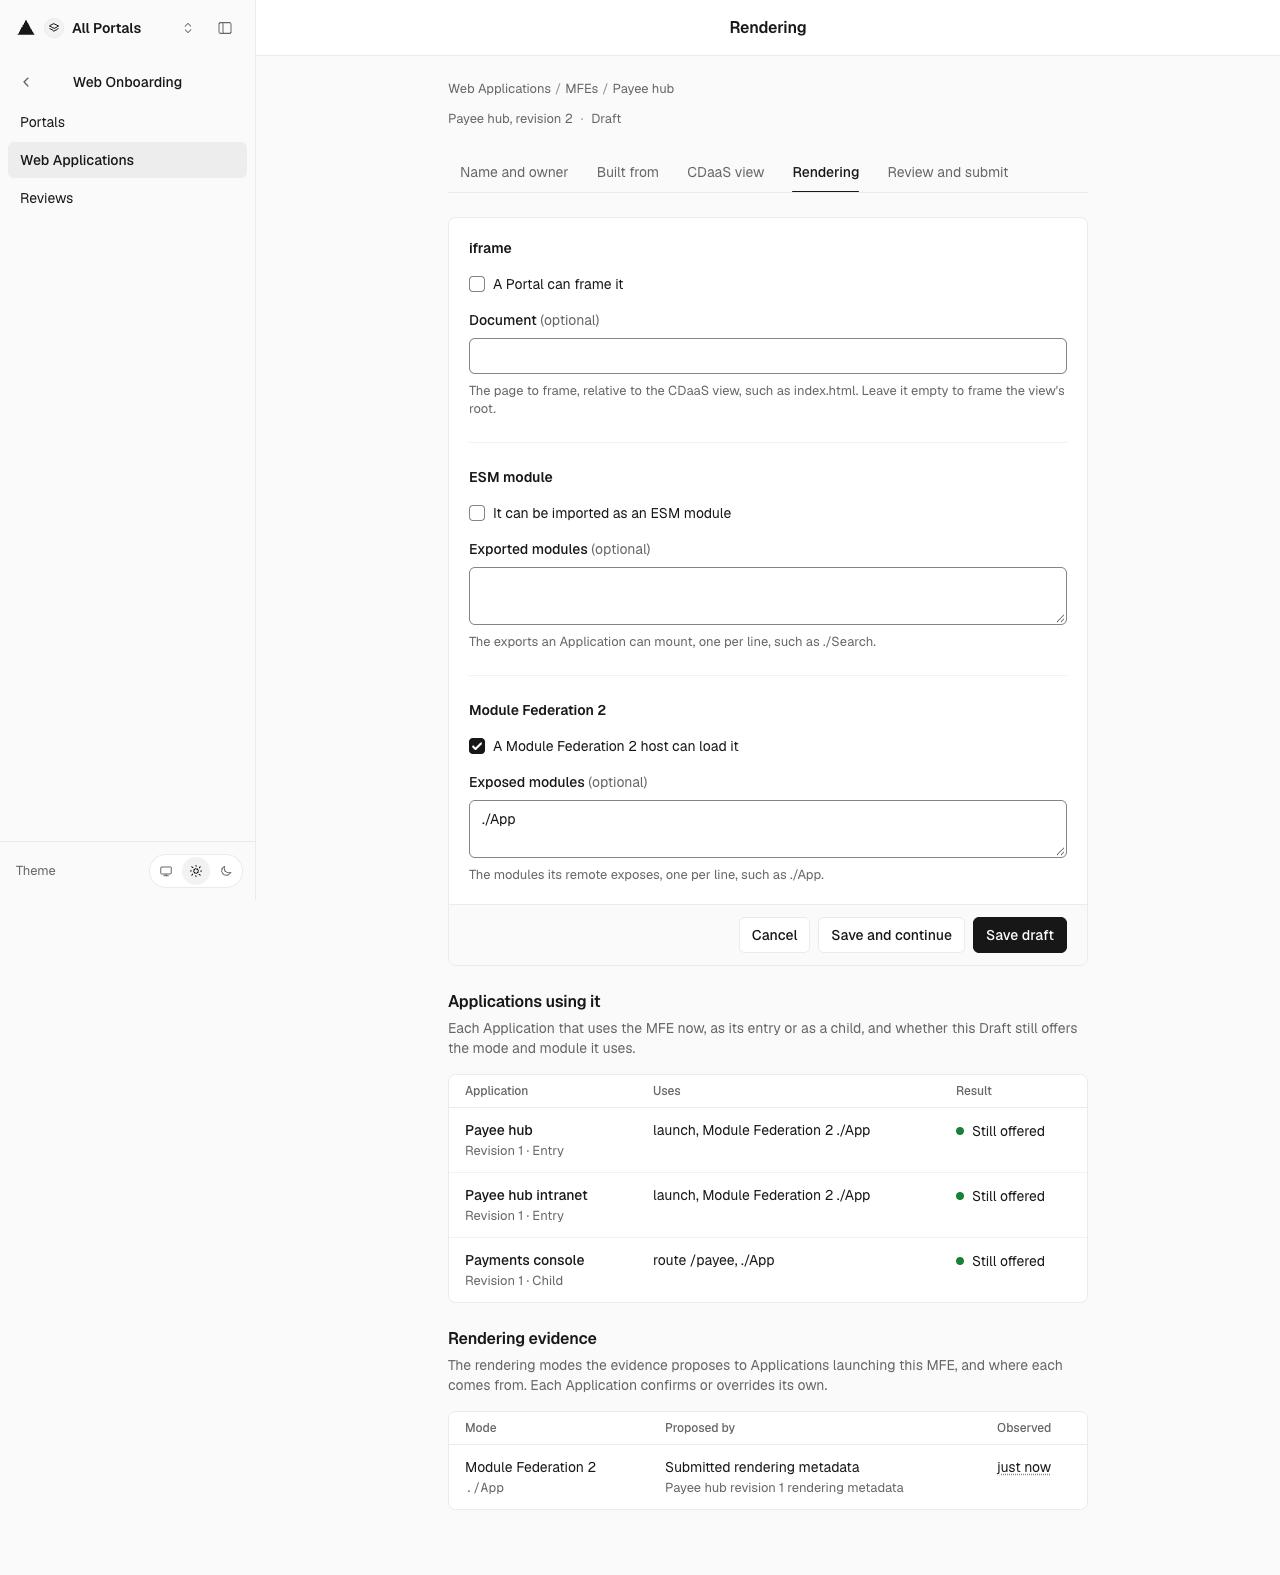 All Portals
Rendering
Web Onboarding
Portals
Web Applications
Reviews
Theme
Web Applications / MFEs / Payee hub
Payee hub, revision 2 · Draft
Name and owner
Built from
CDaaS view
Rendering
Review and submit
iframe
A Portal can frame it
Document (optional)
The page to frame, relative to the CDaaS view, such as index.html. Leave it empty to frame the view's
root.
ESM module
It can be imported as an ESM module
Exported modules (optional)
The exports an Application can mount, one per line, such as ./Search.
Module Federation 2
A Module Federation 2 host can load it
Exposed modules (optional)
./App
The modules its remote exposes, one per line, such as ./App.
Cancel
Save and continue
Save draft
Applications using it
Each Application that uses the MFE now, as its entry or as a child, and whether this Draft still offers
the mode and module it uses.
Application Uses Result
Payee hub launch, Module Federation 2 ./App Still offered
Revision 1 · Entry
Payee hub intranet launch, Module Federation 2 ./App Still offered
Revision 1 · Entry
Payments console route /payee, ./App Still offered
Revision 1 · Child
Rendering evidence
The rendering modes the evidence proposes to Applications launching this MFE, and where each
comes from. Each Application confirms or overrides its own.
Mode Proposed by Observed
Module Federation 2 Submitted rendering metadata just now
./App Payee hub revision 1 rendering metadata